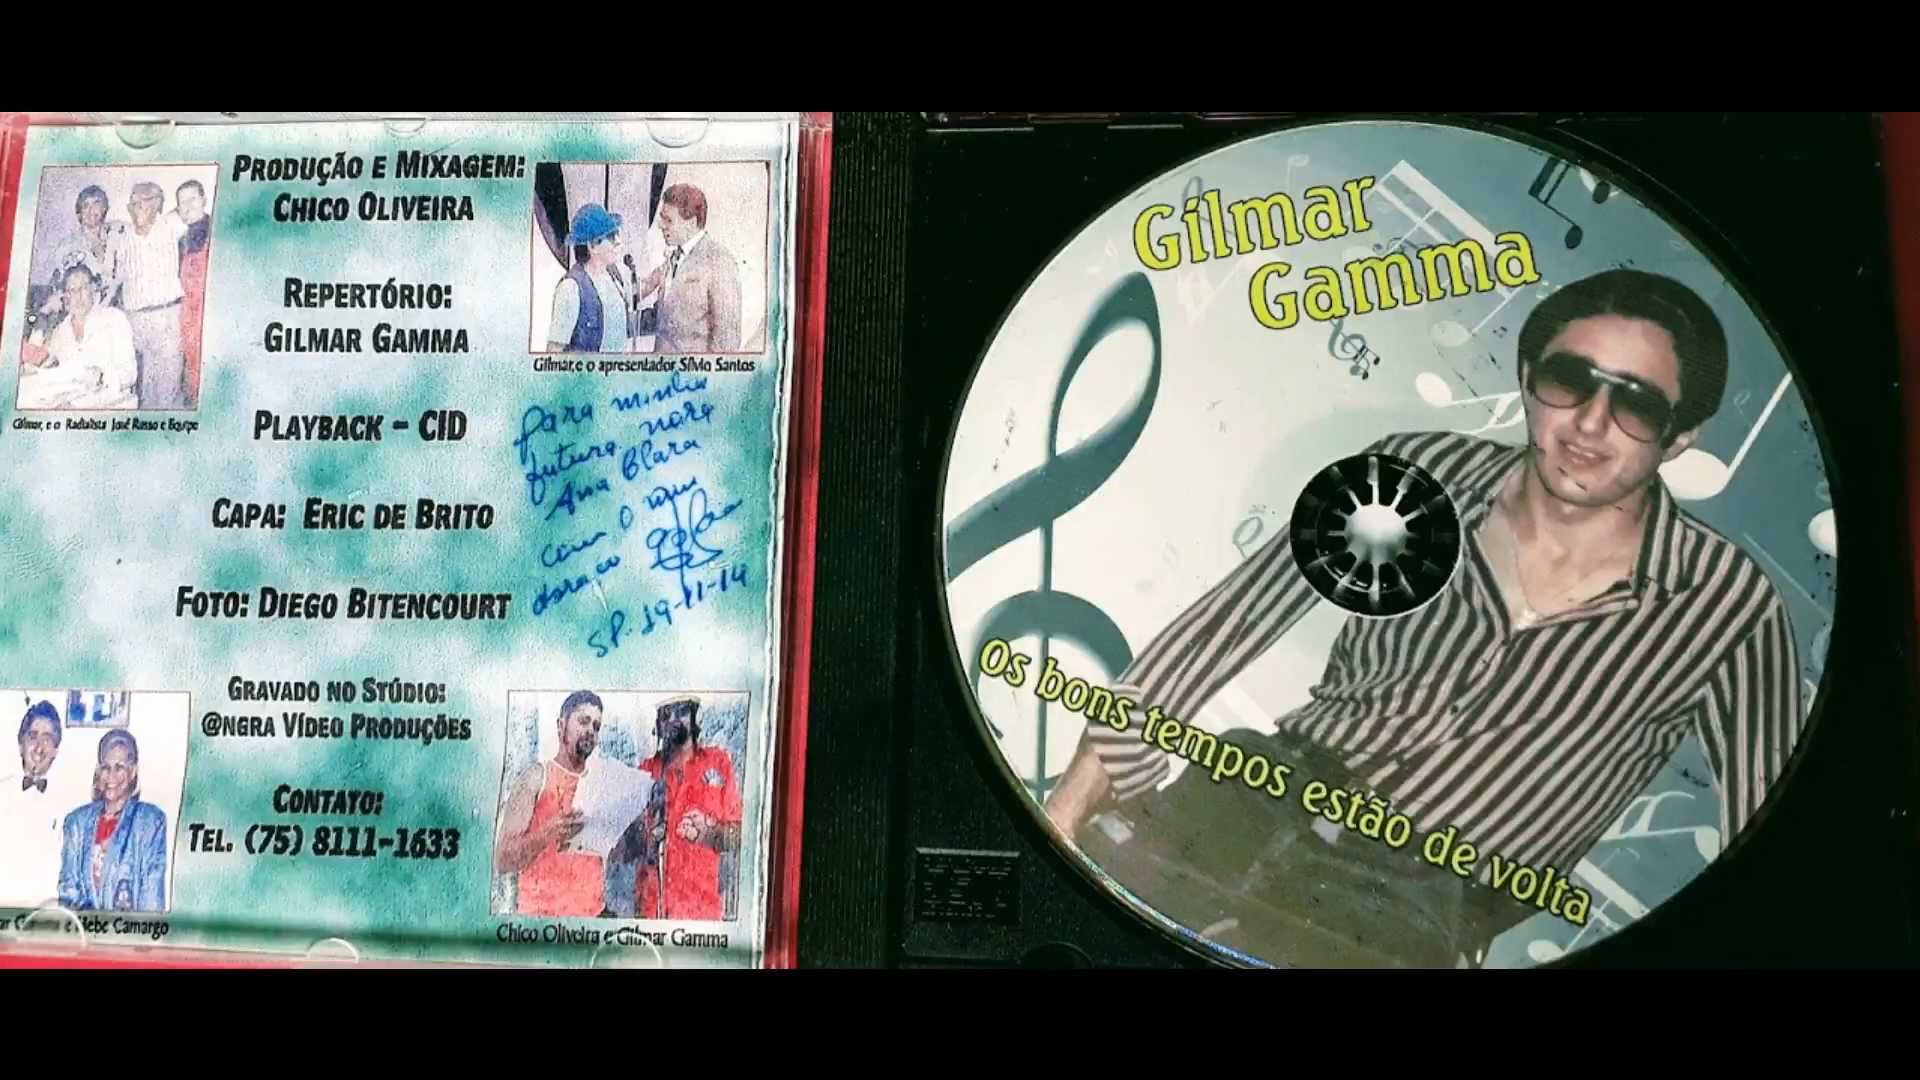 PRODUÇÃO E MIXAGEM:
CHICO OLIVEIRA
REPERTÓRIO:
GILMAR GAMMA
PLAYBACK - CID
CAPA: ERIC DE BRITO
FOTO: DIEGO BITENCOURT
GRAVADO NO STÚDIO:
@NGRA VÍDEO PRODUÇÕES
CONTATO:
TEL. (75) 8111-1633
Gilmar, e o Radialista José Russo e Equipe
Gilmar, e o apresentador Sílvio Santos
para minha
futura nora
Ana Clara
com o meu
abraço
SP. 19-11-14
e Hebe Camargo
Chico Oliveira e Gilmar Gamma
Gilmar
Gamma
Os bons tempos estão de volta